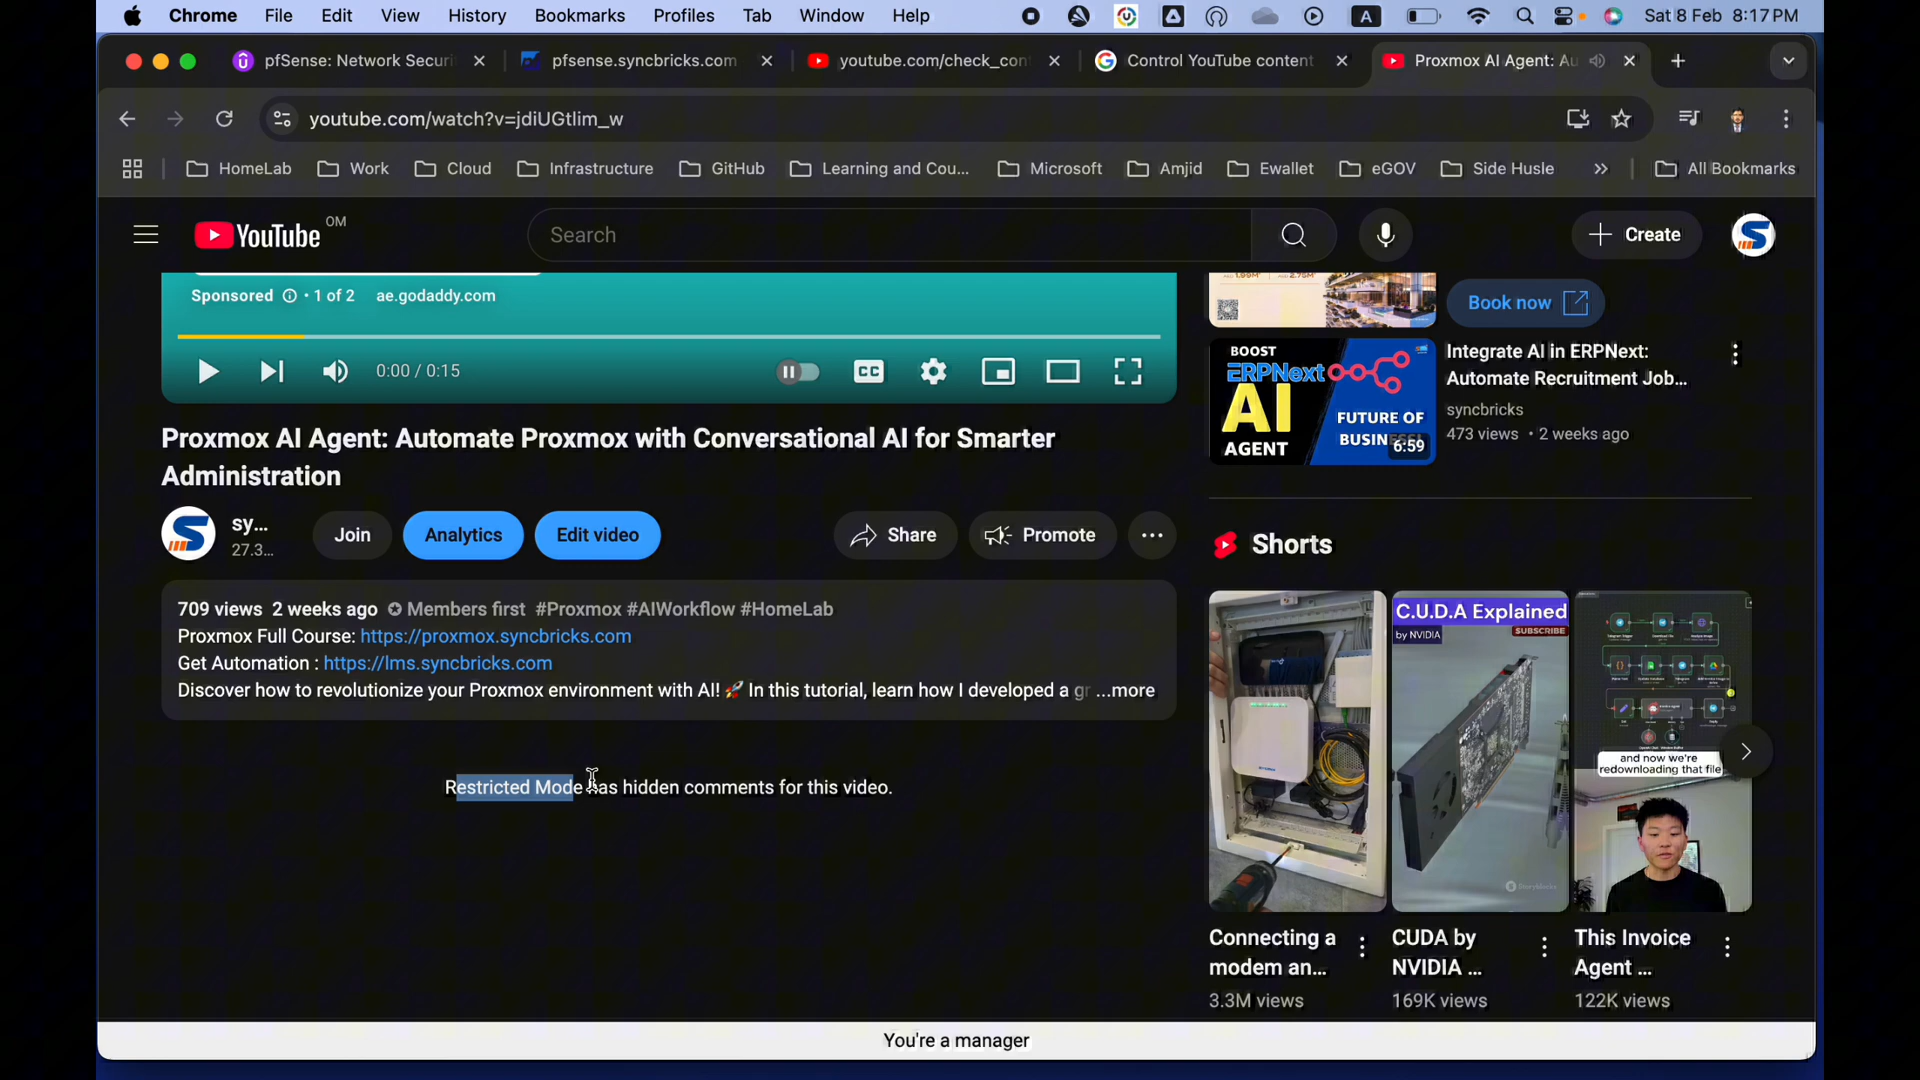 Chrome File Edit View History Bookmarks Profiles Tab Window Help A Sat 8 Feb 8:17 PM
pfSense: Network Securi
pfsense.syncbricks.com
youtube.com/check_con
Control YouTube content
Proxmox AI Agent: Au
youtube.com/watch?v=jdiUGtlim_w
HomeLab Work Cloud Infrastructure GitHub Learning and Cou... Microsoft Amjid Ewallet eGOV Side Husle All Bookmarks
YouTube OM
Search
Create
Sponsored • 1 of 2 ae.godaddy.com
0:00 / 0:15
CC
Proxmox AI Agent: Automate Proxmox with Conversational AI for Smarter
Administration
sy...
27.3...
Join
Analytics
Edit video
Share
Promote
709 views 2 weeks ago Members first #Proxmox #AIWorkflow #HomeLab
Proxmox Full Course: https://proxmox.syncbricks.com
Get Automation : https://lms.syncbricks.com
Discover how to revolutionize your Proxmox environment with AI! 🚀 In this tutorial, learn how I developed a gr ...more
Restricted Mode has hidden comments for this video.
1.99M 2.75M
Book now
BOOST
ERPNext
AI
AGENT
FUTURE OF
BUSINESS
6:59
Integrate AI in ERPNext:
Automate Recruitment Job...
syncbricks
473 views • 2 weeks ago
Shorts
C.U.D.A Explained
by NVIDIA
SUBSCRIBE
Storyblocks
and now we're
redownloading that file
Connecting a
modem an...
3.3M views
CUDA by
NVIDIA ...
169K views
This Invoice
Agent ...
122K views
You're a manager